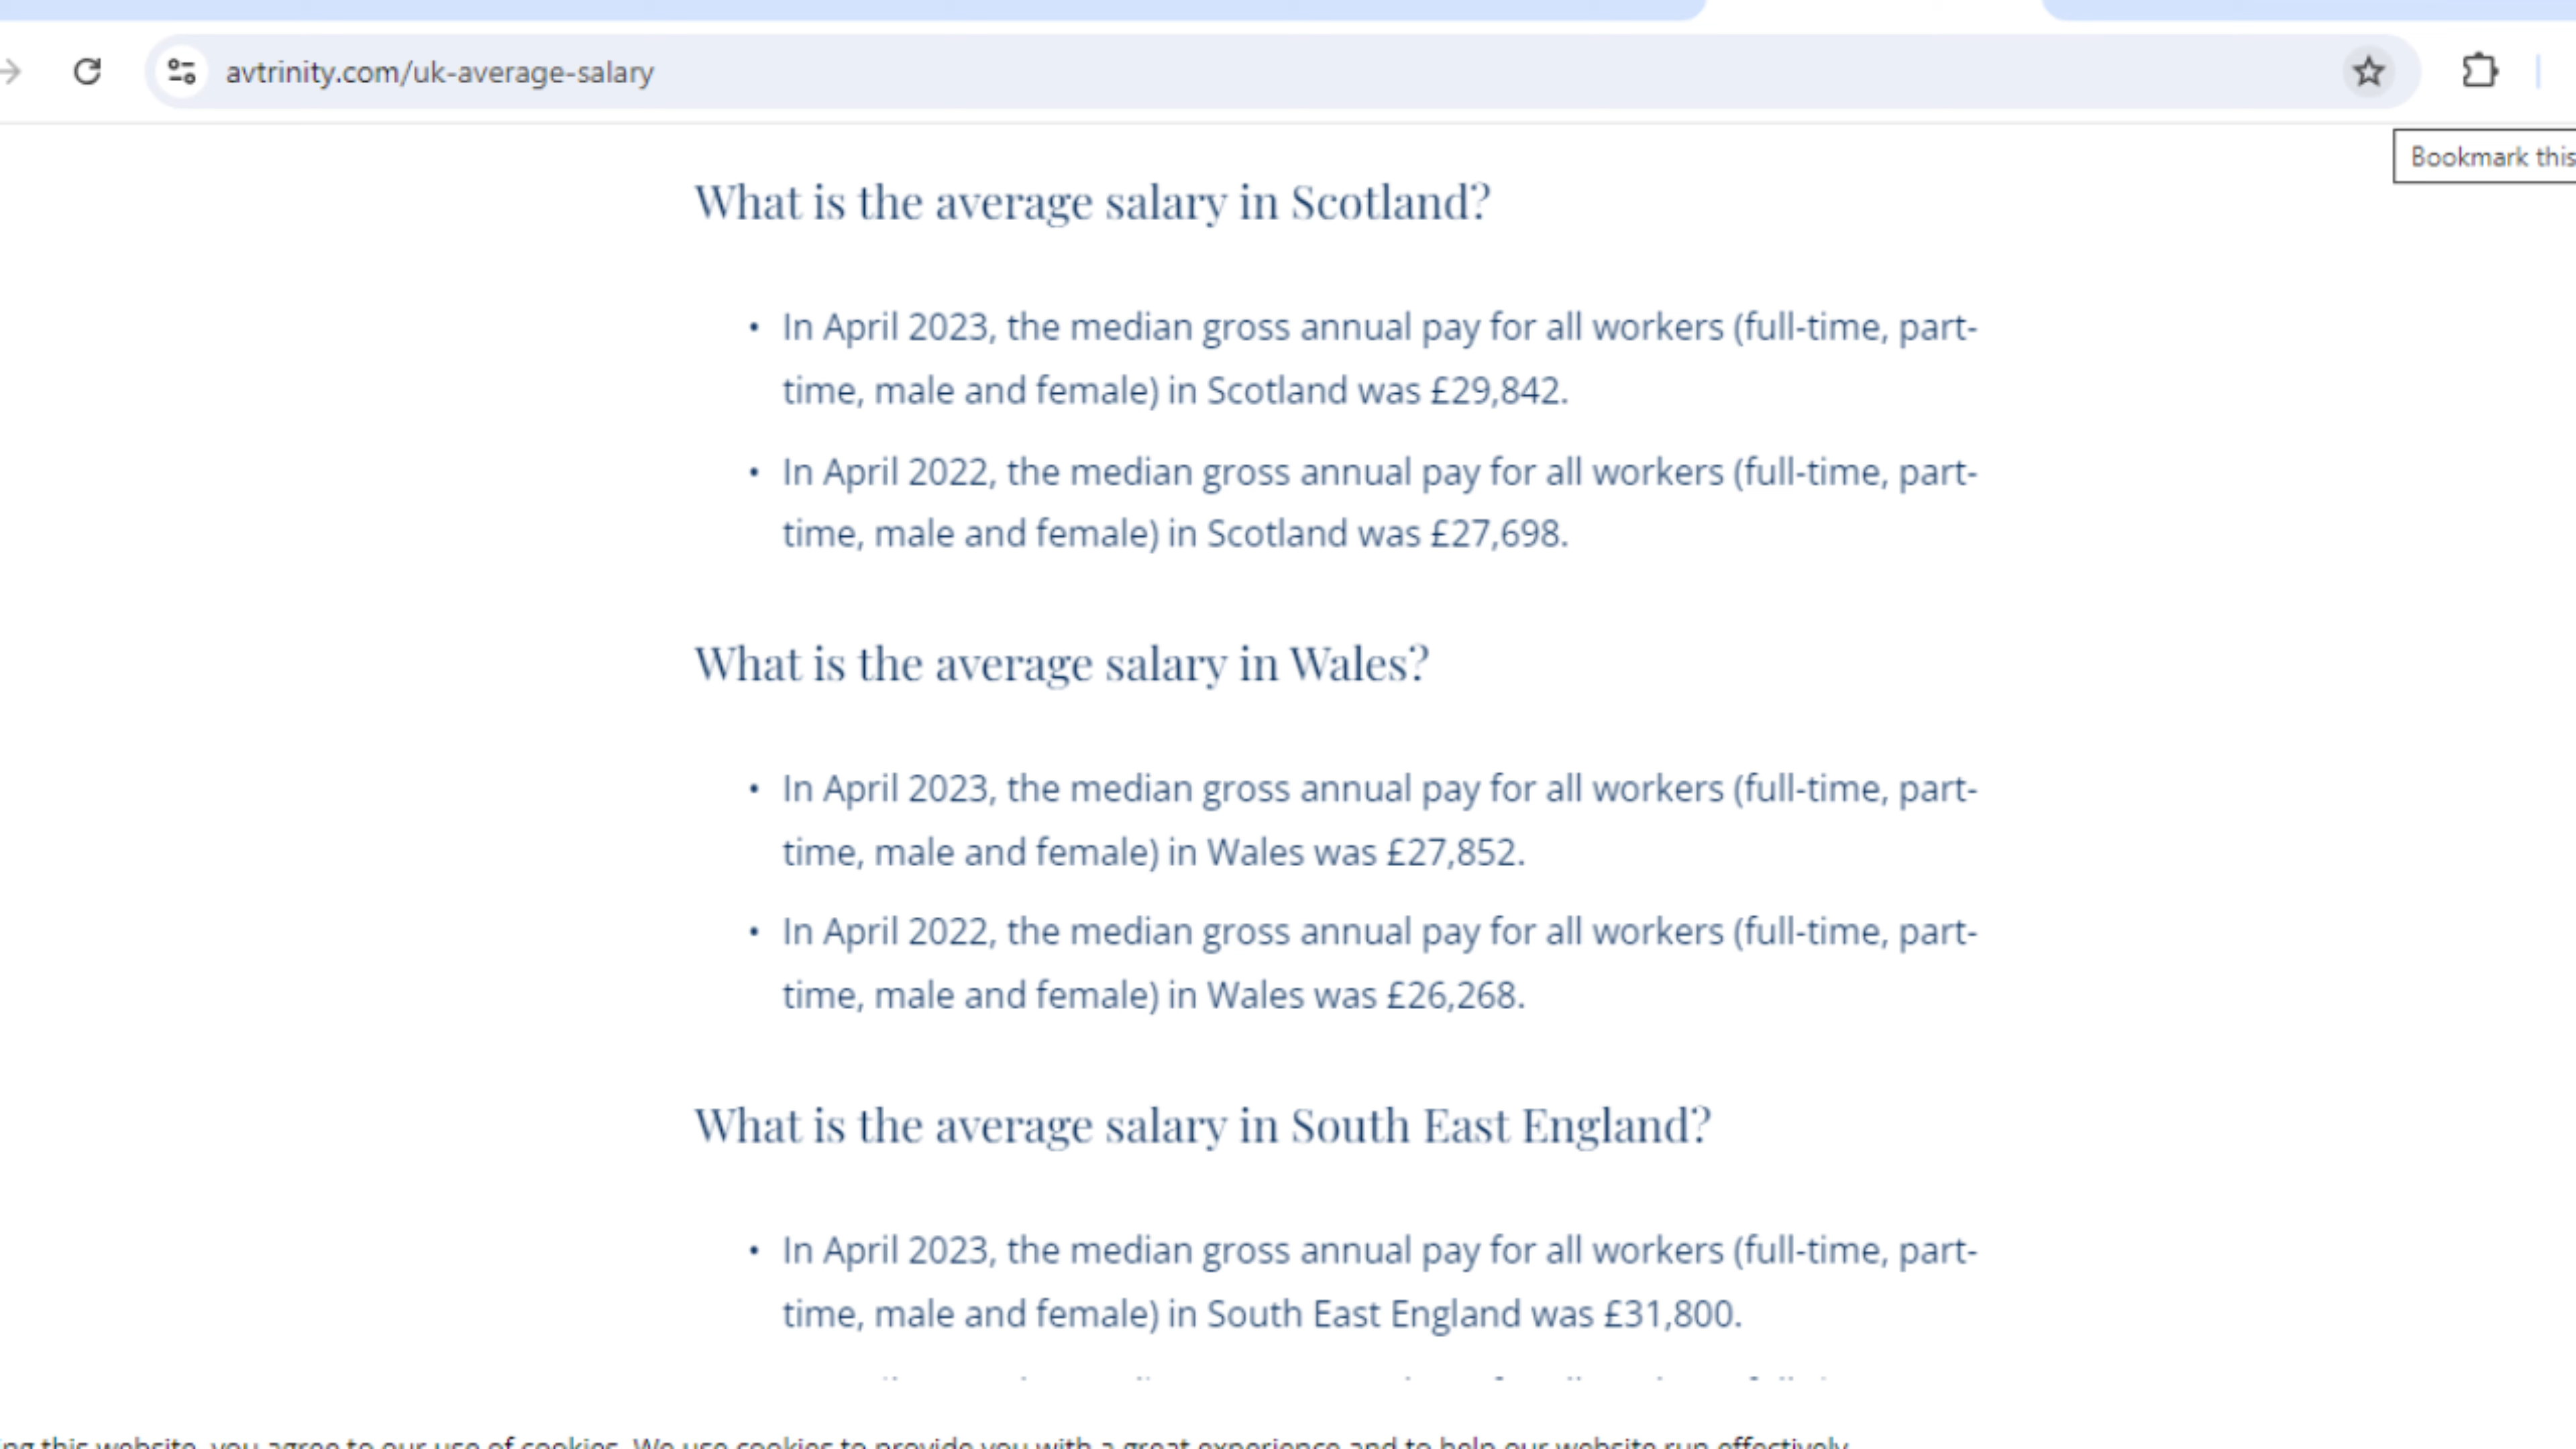 avtrinity.com/uk-average-salary
Bookmark this
What is the average salary in Scotland?
• In April 2023, the median gross annual pay for all workers (full-time, part-
time, male and female) in Scotland was £29,842.
• In April 2022, the median gross annual pay for all workers (full-time, part-
time, male and female) in Scotland was £27,698.
What is the average salary in Wales?
• In April 2023, the median gross annual pay for all workers (full-time, part-
time, male and female) in Wales was £27,852.
• In April 2022, the median gross annual pay for all workers (full-time, part-
time, male and female) in Wales was £26,268.
What is the average salary in South East England?
• In April 2023, the median gross annual pay for all workers (full-time, part-
time, male and female) in South East England was £31,800.
ng this website, you agree to our use of cookies. We use cookies to provide you with a great experience and to help our website run effectively.